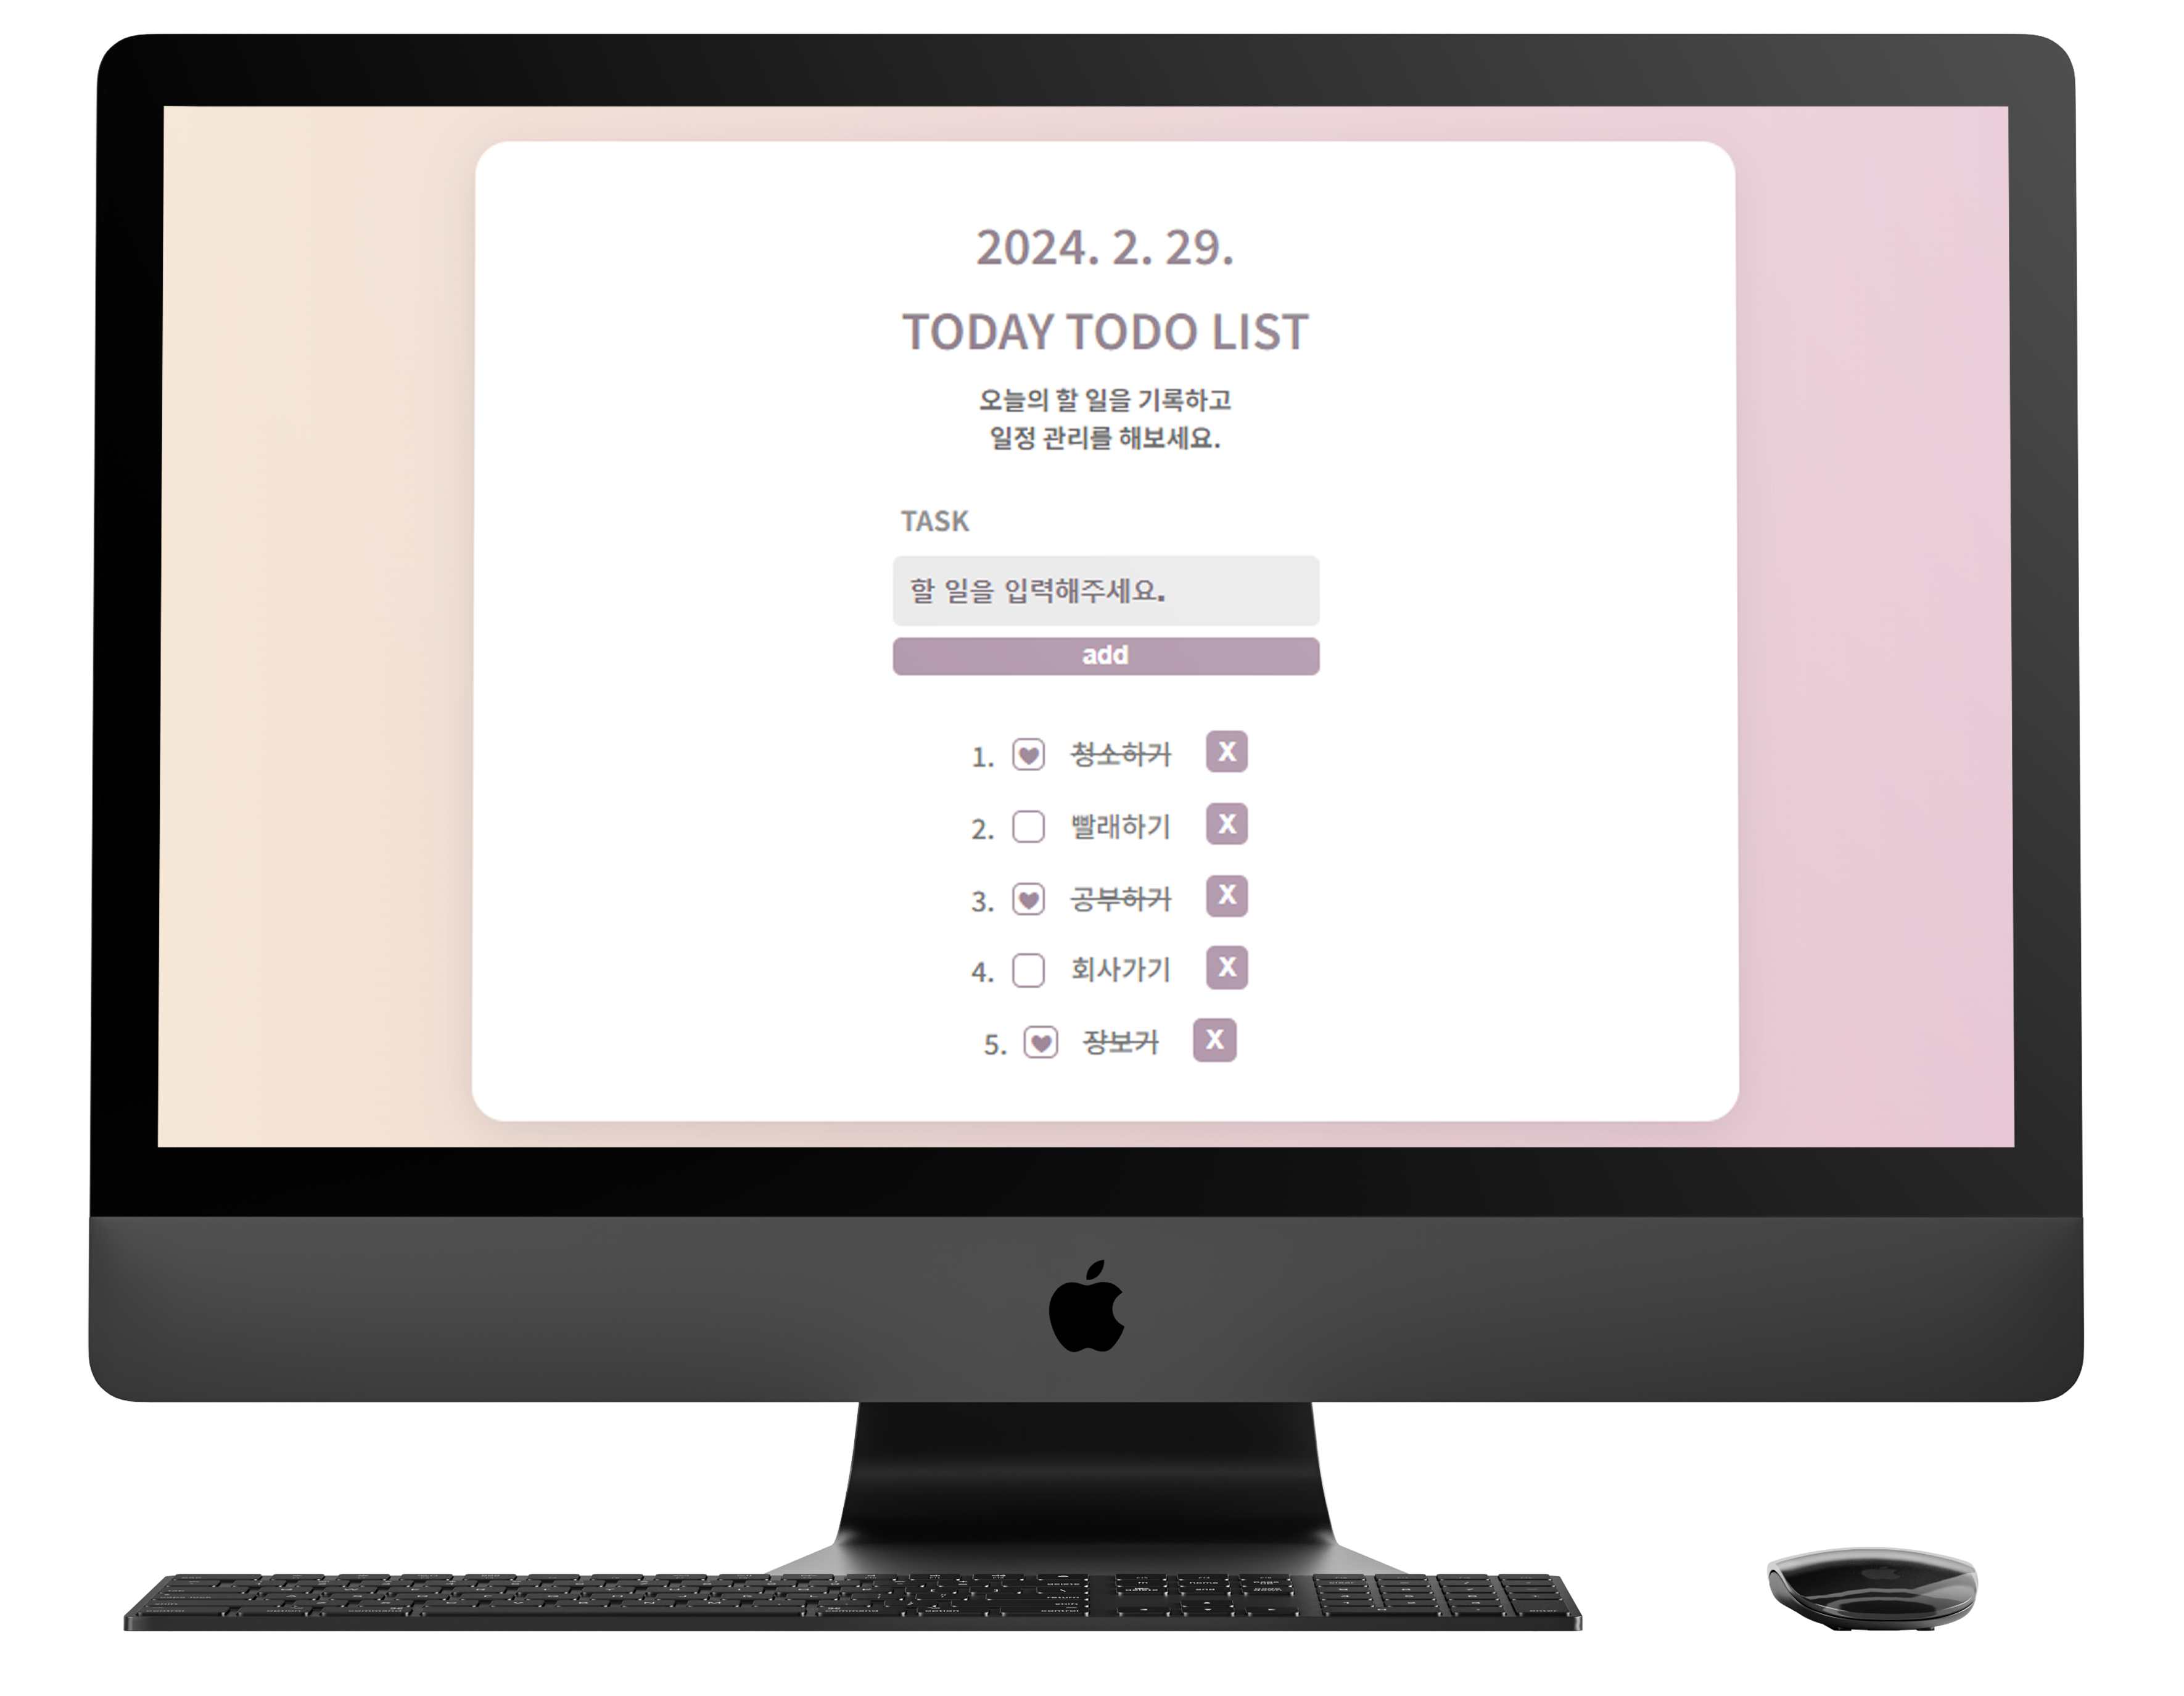 2024. 2. 29.
TODAY TODO LIST
오늘의 할 일을 기록하고
일정 관리를 해보세요.
TASK
할 일을 입력해주세요.
add
1. 청소하기 X
2. 빨래하기 X
3. 공부하기 X
4. 회사가기 X
5. 장보기 X